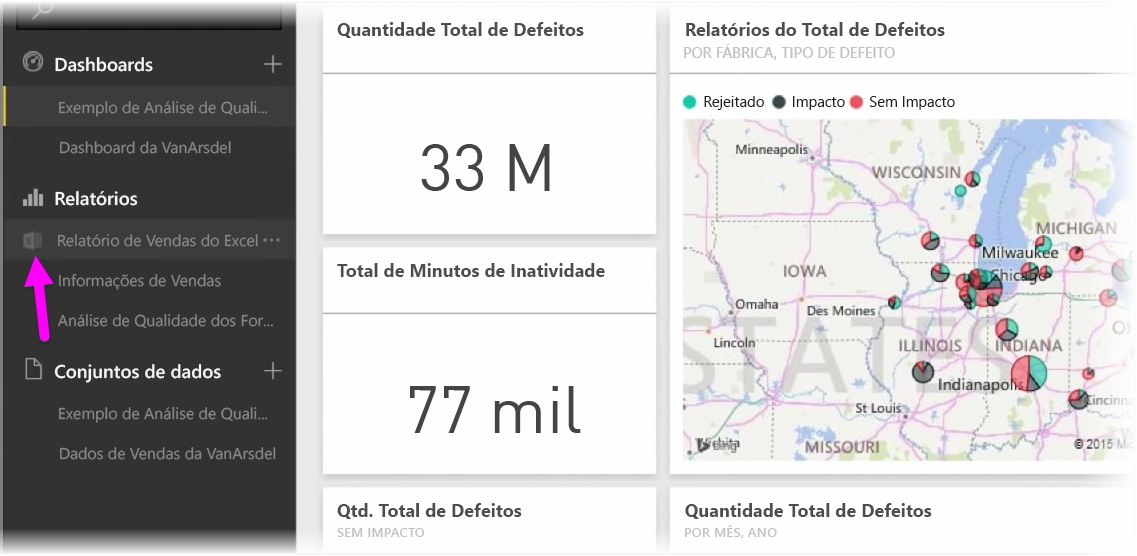 Dashboards
Exemplo de Análise de Quali...
Dashboard da VanArsdel
Relatórios
Relatório de Vendas do Excel ...
Informações de Vendas
Análise de Qualidade dos For...
Conjuntos de dados
Exemplo de Análise de Quali...
Dados de Vendas da VanArsdel
Quantidade Total de Defeitos
33 M
Total de Minutos de Inatividade
77 mil
Qtd. Total de Defeitos
SEM IMPACTO
Relatórios do Total de Defeitos
POR FÁBRICA, TIPO DE DEFEITO
Rejeitado Impacto Sem Impacto
Minneapolis
WISCONSIN
MICHIGAN
Milwaukee
Chicago
IOWA
Omaha
Des Moines
STATES
Lincoln
ILLINOIS INDIANA
Indianapolis
Cincinna
St Louis
Bing
MISSOURI
© 2015 Mic
Quantidade Total de Defeitos
POR MÊS, ANO